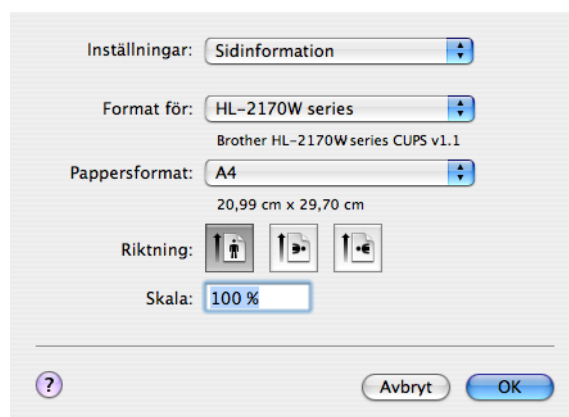 Inställningar: Sidinformation
Format för: HL-2170W series
Brother HL-2170W series CUPS v1.1
Pappersformat: A4
20,99 cm x 29,70 cm
Riktning:
Skala: 100 %
? Avbryt OK